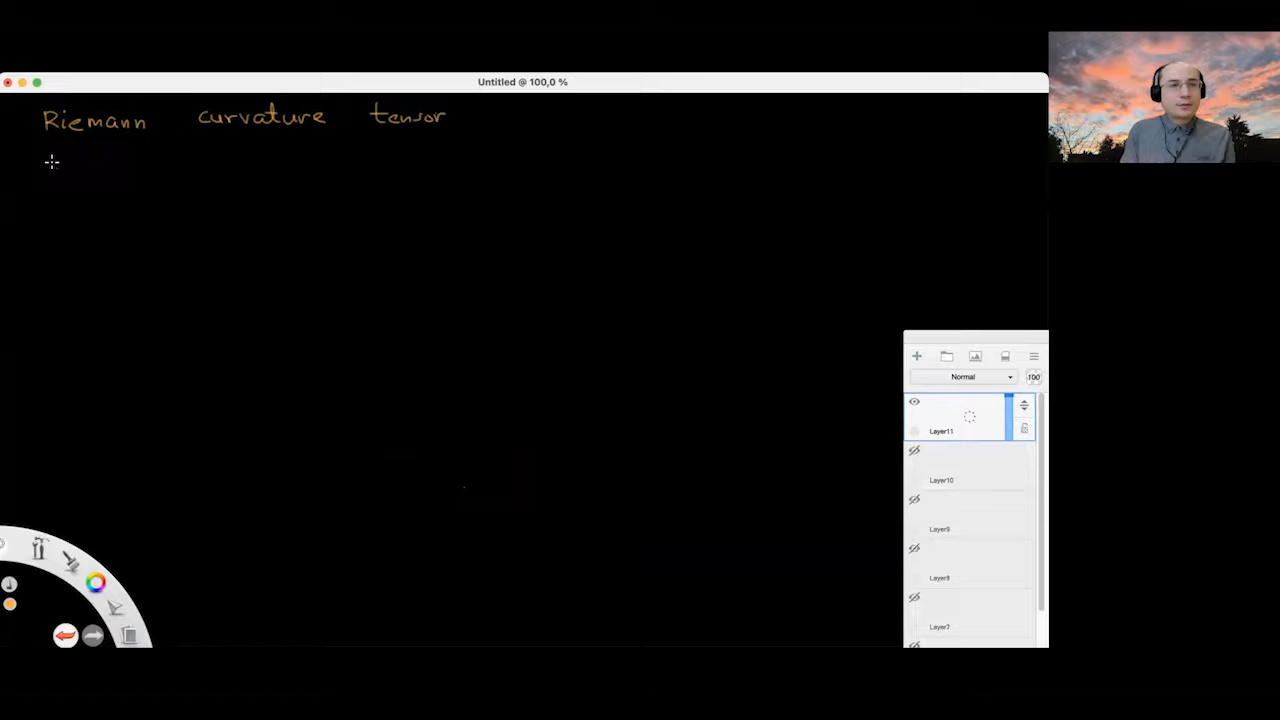 Untitled @ 100,0 %
Riemann curvature tensor
Normal
100
Layer11
Layer10
Layer9
Layer8
Layer7